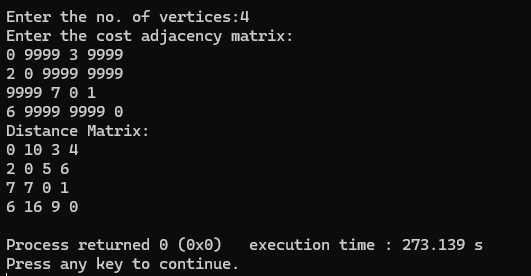 Enter the no. of vertices:4
Enter the cost adjacency matrix:
0 9999 3 9999
2 0 9999 9999
9999 7 0 1
6 9999 9999 0
Distance Matrix:
0 10 3 4
2 0 5 6
7 7 0 1
6 16 9 0
Process returned 0 (0x0)   execution time : 273.139 s
Press any key to continue.